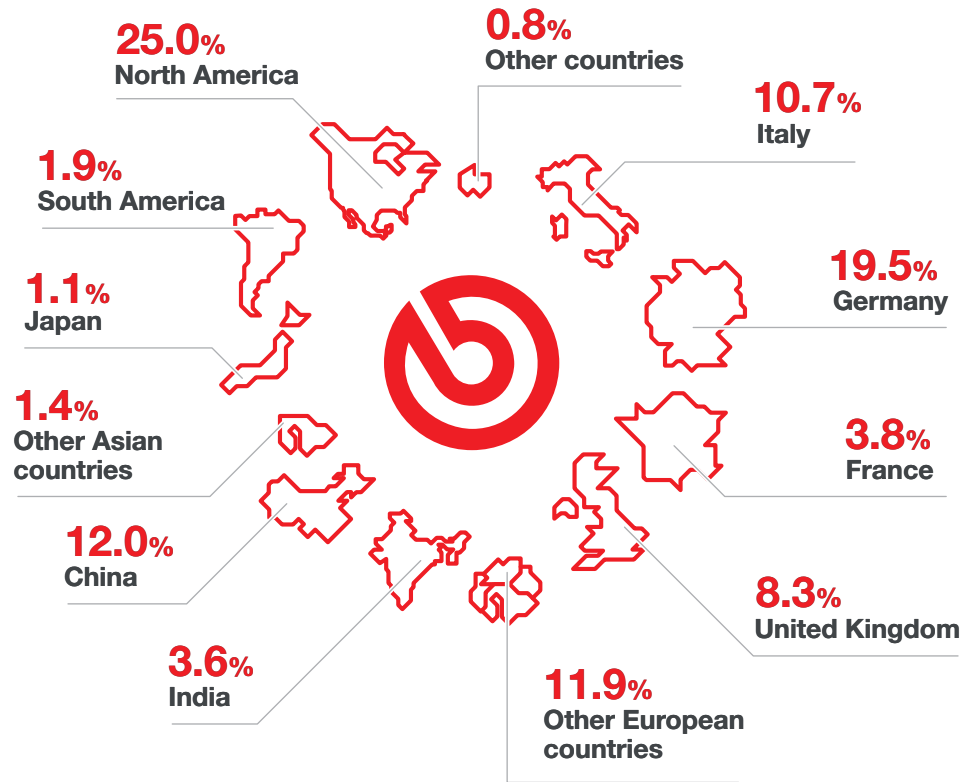 25.0%
North America
0.8%
Other countries
10.7%
Italy
1.9%
South America
19.5%
Germany
1.1%
Japan
1.4%
Other Asian
countries
3.8%
France
12.0%
China
8.3%
United Kingdom
3.6%
India
11.9%
Other European
countries